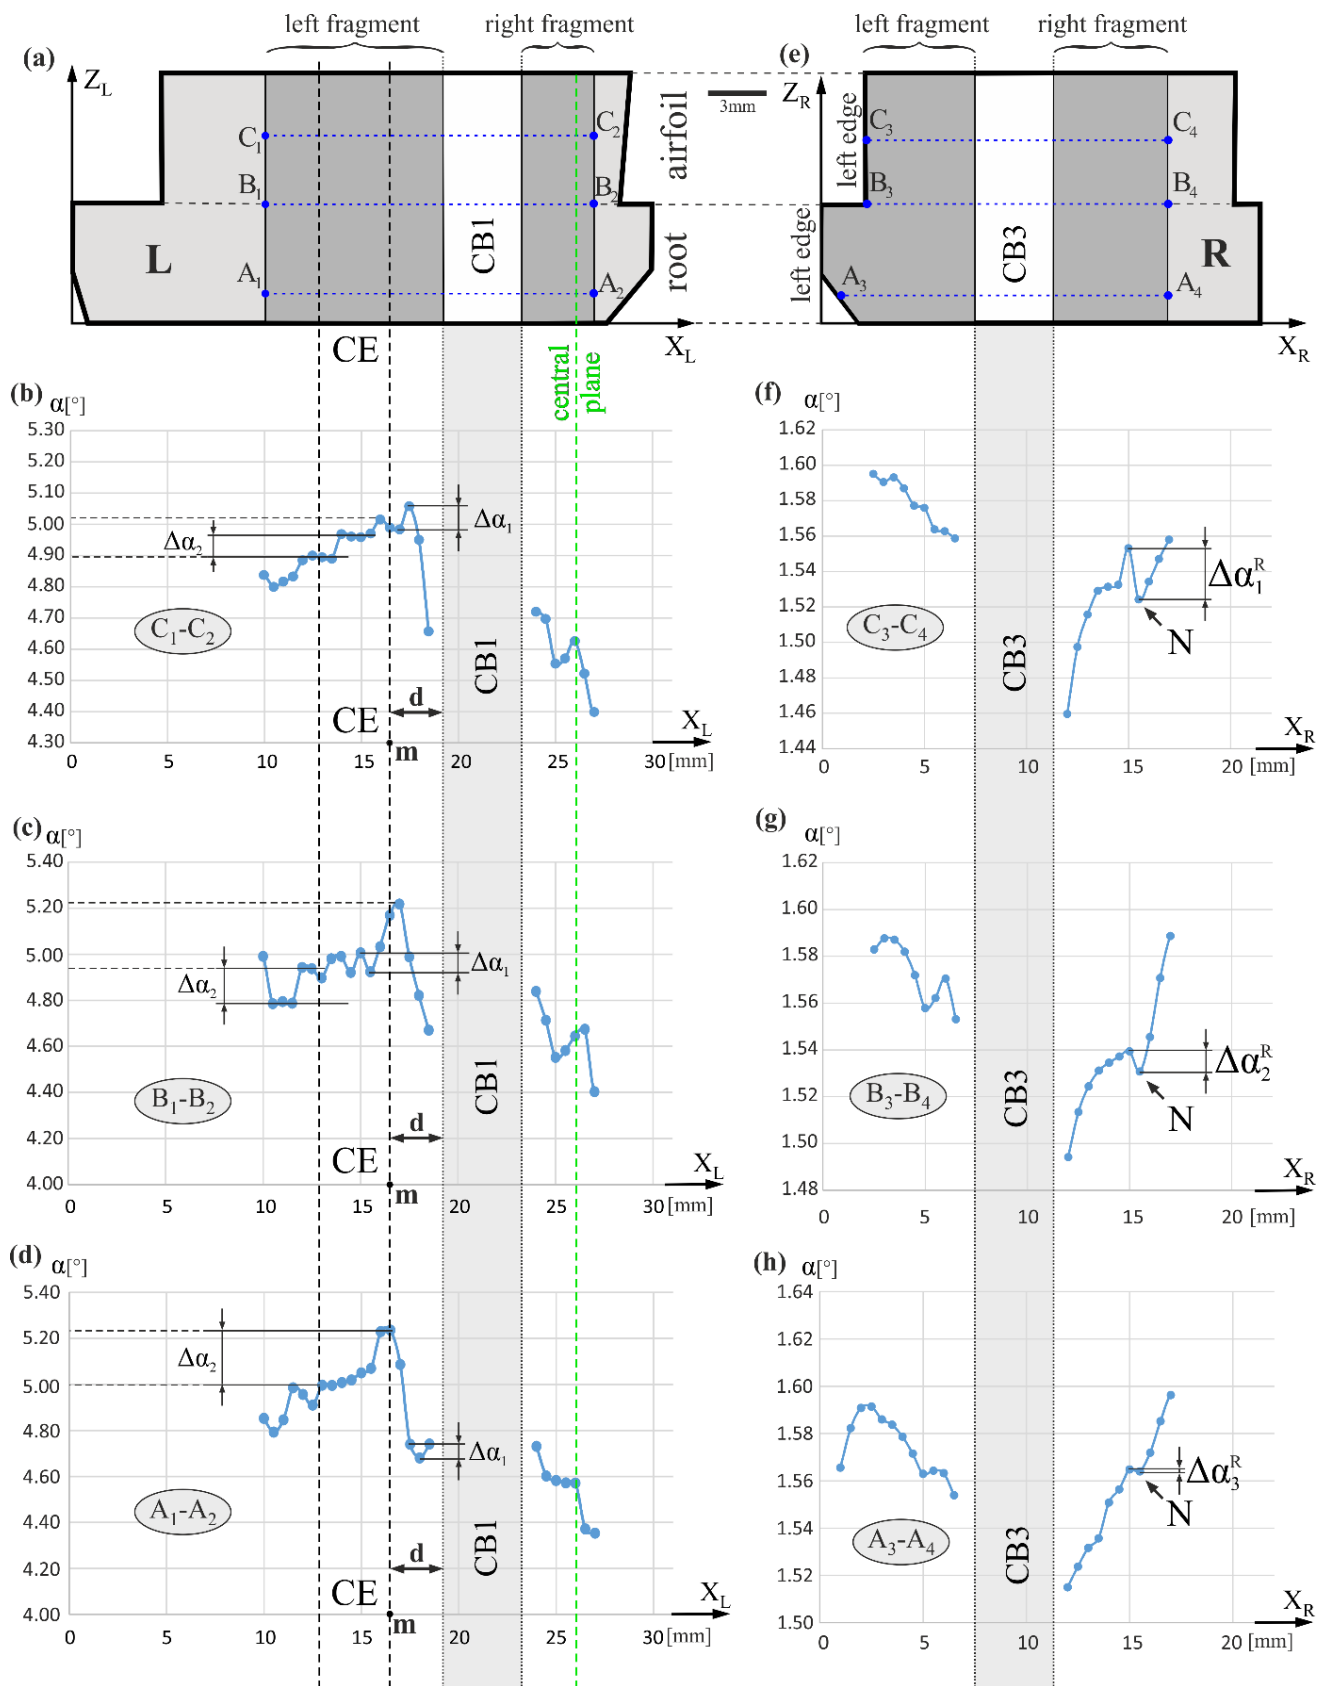 left fragment
right fragment
left fragment
right fragment
(a)
Z_L
C₁
C₂
B₁
B₂
L
A₁
A₂
CB1
airfoil
root
3mm
X_L
CE
central
plane
(e)
Z_R
left edge
left edge
C₃
C₄
B₃
B₄
A₃
A₄
CB3
R
X_R
(b)
α[°]
5.30
5.20
5.10
5.00
4.90
4.80
4.70
4.60
4.50
4.40
4.30
Δα₂
Δα₁
C₁-C₂
CB1
d
CE
m
X_L
0 5 10 15 20 25 30 [mm]
(f)
α[°]
1.62
1.60
1.58
1.56
1.54
1.52
1.50
1.48
1.46
1.44
Δα₁ᴿ
N
C₃-C₄
CB3
X_R
0 5 10 15 20 [mm]
(c)
α[°]
5.40
5.20
5.00
4.80
4.60
4.40
4.20
4.00
Δα₂
Δα₁
B₁-B₂
CB1
d
CE
m
X_L
0 5 10 15 20 25 30 [mm]
(g)
α[°]
1.62
1.60
1.58
1.56
1.54
1.52
1.50
1.48
Δα₂ᴿ
N
B₃-B₄
CB3
X_R
0 5 10 15 20 [mm]
(d)
α[°]
5.40
5.20
5.00
4.80
4.60
4.40
4.20
4.00
Δα₂
Δα₁
A₁-A₂
CB1
d
CE
m
X_L
0 5 10 15 20 25 30 [mm]
(h)
α[°]
1.64
1.62
1.60
1.58
1.56
1.54
1.52
1.50
Δα₃ᴿ
N
A₃-A₄
CB3
X_R
0 5 10 15 20 [mm]